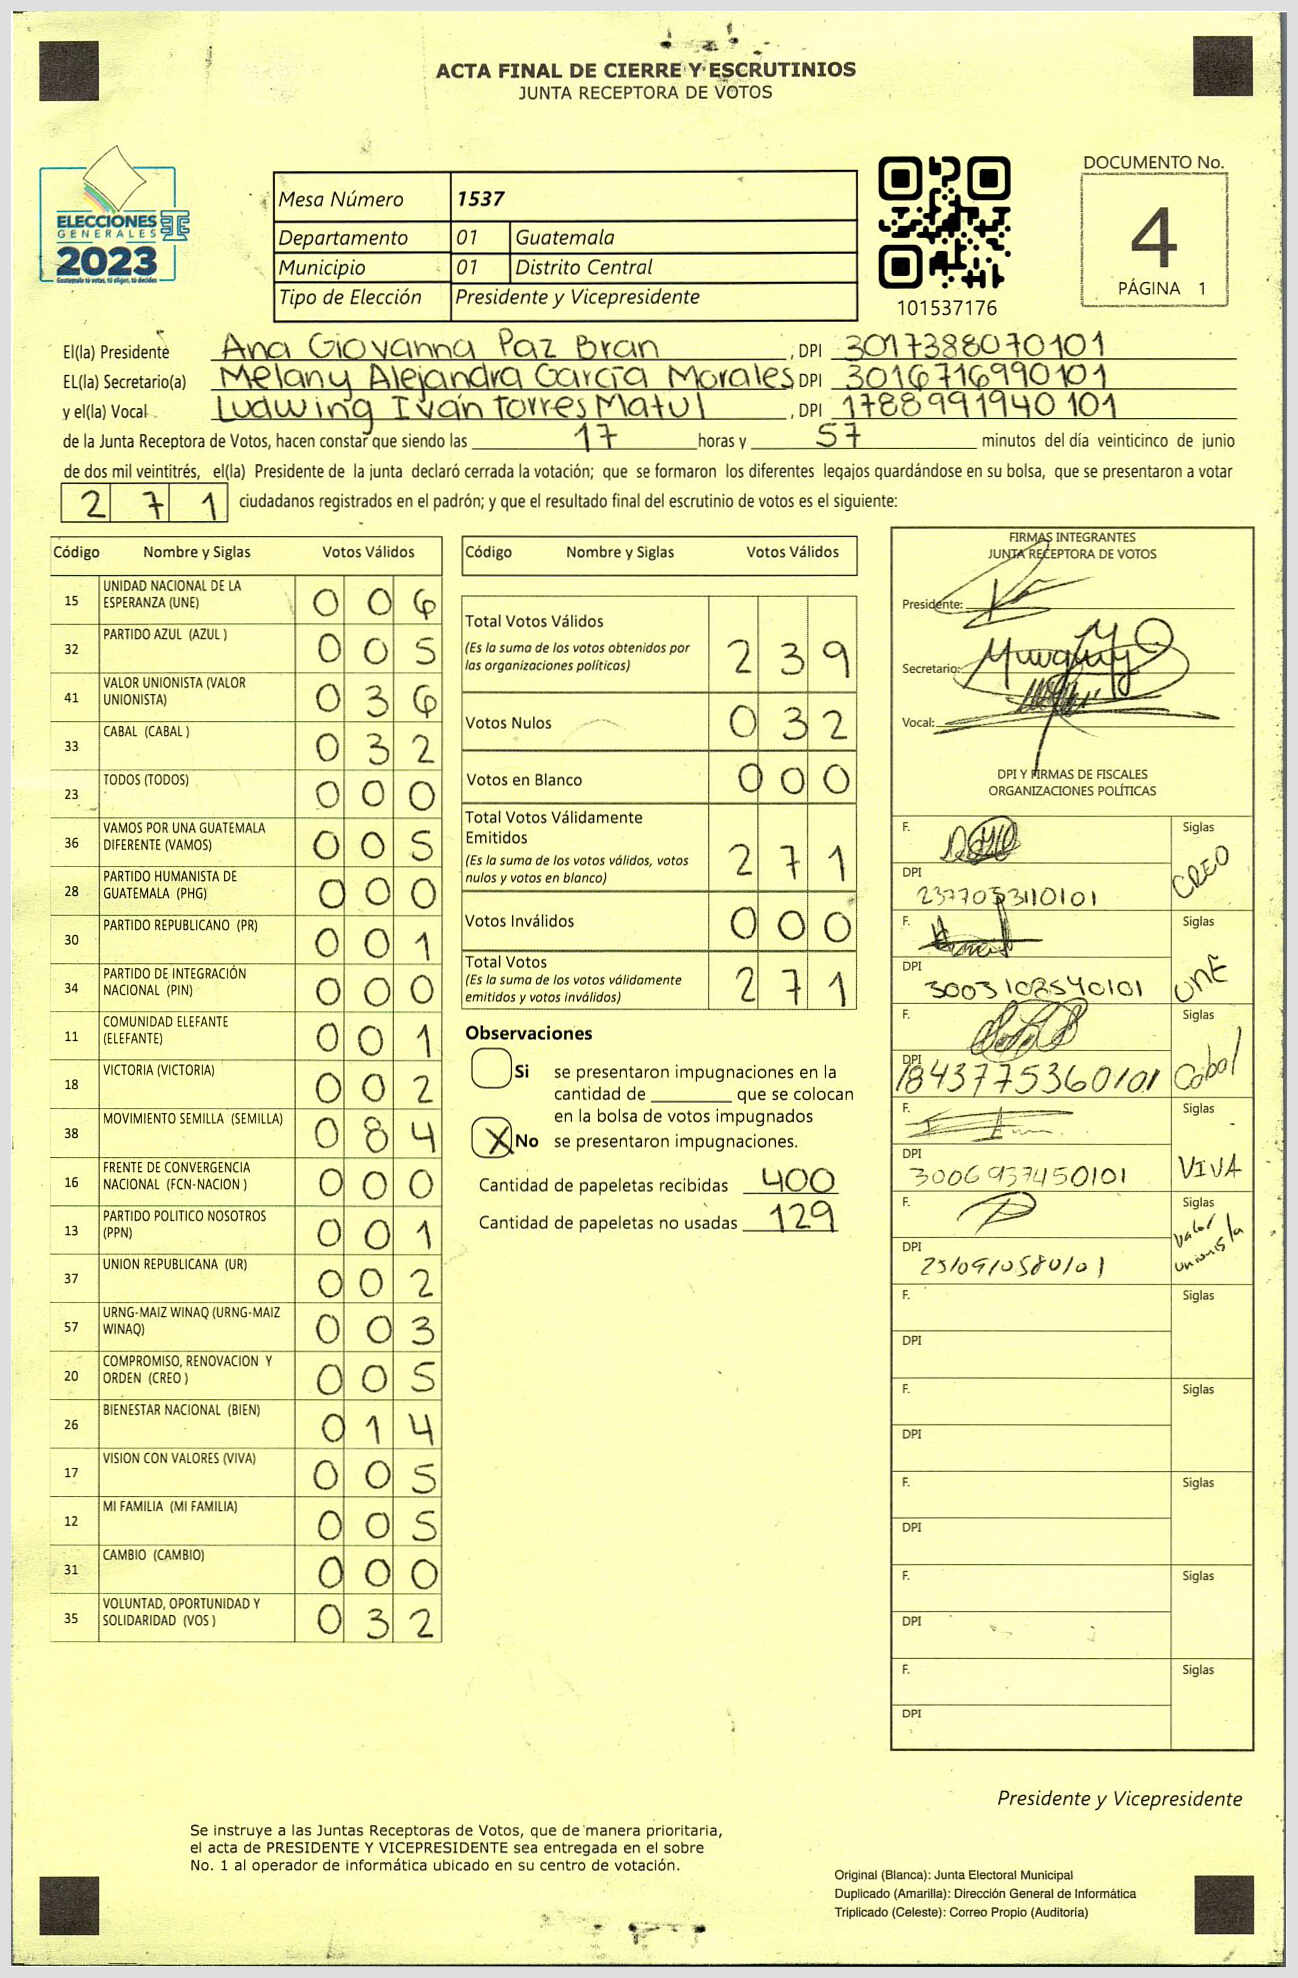 ACTA FINAL DE CIERRE Y ESCRUTINIOS
JUNTA RECEPTORA DE VOTOS
ELECCIONES
GENERALES
2023
Guatemala tú votas, tú eliges, tú decides
Mesa Número 1537
Departamento 01 Guatemala
Municipio 01 Distrito Central
Tipo de Elección Presidente y Vicepresidente
101537176
DOCUMENTO No.
4
PÁGINA 1
El(la) Presidente Ana Giovanna Paz Bran , DPI 3017388070101
EL(la) Secretario(a) Melany Alejandra García Morales DPI 3016716990101
y el(la) Vocal Ludwing Iván Torres Matul , DPI 1788991940101
de la Junta Receptora de Votos, hacen constar que siendo las 17 horas y 57 minutos del día veinticinco de junio
de dos mil veintitrés, el(la) Presidente de la junta declaró cerrada la votación; que se formaron los diferentes legajos quardándose en su bolsa, que se presentaron a votar
2 7 1 ciudadanos registrados en el padrón; y que el resultado final del escrutinio de votos es el siguiente:
Código Nombre y Siglas Votos Válidos
15 UNIDAD NACIONAL DE LA ESPERANZA (UNE) 0 0 6
32 PARTIDO AZUL (AZUL ) 0 0 5
41 VALOR UNIONISTA (VALOR UNIONISTA) 0 3 6
33 CABAL (CABAL ) 0 3 2
23 TODOS (TODOS) 0 0 0
36 VAMOS POR UNA GUATEMALA DIFERENTE (VAMOS) 0 0 5
28 PARTIDO HUMANISTA DE GUATEMALA (PHG) 0 0 0
30 PARTIDO REPUBLICANO (PR) 0 0 1
34 PARTIDO DE INTEGRACIÓN NACIONAL (PIN) 0 0 0
11 COMUNIDAD ELEFANTE (ELEFANTE) 0 0 1
18 VICTORIA (VICTORIA) 0 0 2
38 MOVIMIENTO SEMILLA (SEMILLA) 0 8 4
16 FRENTE DE CONVERGENCIA NACIONAL (FCN-NACION ) 0 0 0
13 PARTIDO POLITICO NOSOTROS (PPN) 0 0 1
37 UNION REPUBLICANA (UR) 0 0 2
57 URNG-MAIZ WINAQ (URNG-MAIZ WINAQ) 0 0 3
20 COMPROMISO, RENOVACION Y ORDEN (CREO ) 0 0 5
26 BIENESTAR NACIONAL (BIEN) 0 1 4
17 VISION CON VALORES (VIVA) 0 0 5
12 MI FAMILIA (MI FAMILIA) 0 0 5
31 CAMBIO (CAMBIO) 0 0 0
35 VOLUNTAD, OPORTUNIDAD Y SOLIDARIDAD (VOS ) 0 3 2
Código Nombre y Siglas Votos Válidos
Total Votos Válidos 2 3 9
(Es la suma de los votos obtenidos por
las organizaciones políticas)
Votos Nulos 0 3 2
Votos en Blanco 0 0 0
Total Votos Válidamente
Emitidos 2 7 1
(Es la suma de los votos válidos, votos
nulos y votos en blanco)
Votos Inválidos 0 0 0
Total Votos 2 7 1
(Es la suma de los votos válidamente
emitidos y votos inválidos)
Observaciones
Si se presentaron impugnaciones en la
cantidad de ________ que se colocan
en la bolsa de votos impugnados
X No se presentaron impugnaciones.
Cantidad de papeletas recibidas 400
Cantidad de papeletas no usadas 129
FIRMAS INTEGRANTES
JUNTA RECEPTORA DE VOTOS
Presidente:
Secretario:
Vocal:
DPI Y FIRMAS DE FISCALES
ORGANIZACIONES POLÍTICAS
F. Siglas
CREO
DPI
2377053110101
F. Siglas
UNE
DPI
3003102540101
F. Siglas
Cabal
DPI
1843775360101
F. Siglas
VIVA
DPI
3006937450101
F. Siglas
Valor
unionista
DPI
2510910580101
F. Siglas
DPI
F. Siglas
DPI
F. Siglas
DPI
F. Siglas
DPI
F. Siglas
DPI
Presidente y Vicepresidente
Se instruye a las Juntas Receptoras de Votos, que de manera prioritaria,
el acta de PRESIDENTE Y VICEPRESIDENTE sea entregada en el sobre
No. 1 al operador de informática ubicado en su centro de votación.
Original (Blanca): Junta Electoral Municipal
Duplicado (Amarilla): Dirección General de Informática
Triplicado (Celeste): Correo Propio (Auditoria)